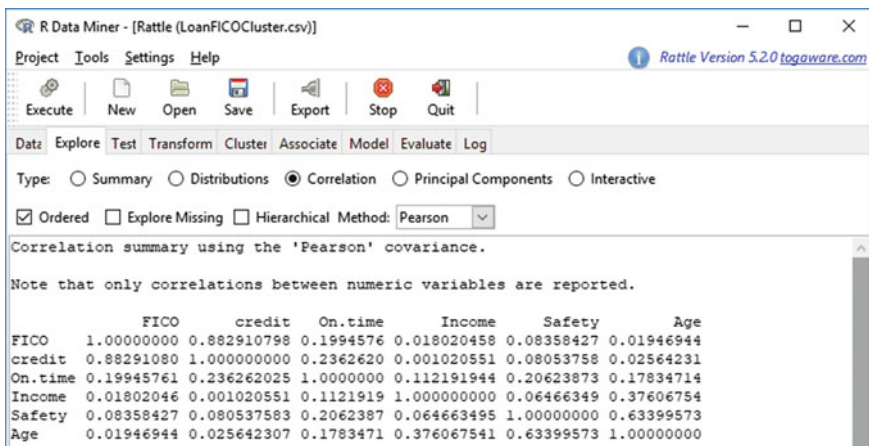 R Data Miner - [Rattle (LoanFICOCluster.csv)]
Project Tools Settings Help
Rattle Version 5.2.0 togaware.com
Execute New Open Save Export Stop Quit
Data Explore Test Transform Cluster Associate Model Evaluate Log
Type: Summary Distributions Correlation Principal Components Interactive
Ordered Explore Missing Hierarchical Method: Pearson
Correlation summary using the 'Pearson' covariance.
Note that only correlations between numeric variables are reported.
FICO credit On.time Income Safety Age
FICO 1.00000000 0.882910798 0.1994576 0.018020458 0.08358427 0.01946944
credit 0.88291080 1.000000000 0.2362620 0.001020551 0.08053758 0.02564231
On.time 0.19945761 0.236262025 1.0000000 0.112191944 0.20623873 0.17834714
Income 0.01802046 0.001020551 0.1121919 1.000000000 0.06466349 0.37606754
Safety 0.08358427 0.080537583 0.2062387 0.064663495 1.00000000 0.63399573
Age 0.01946944 0.025642307 0.1783471 0.376067541 0.63399573 1.00000000